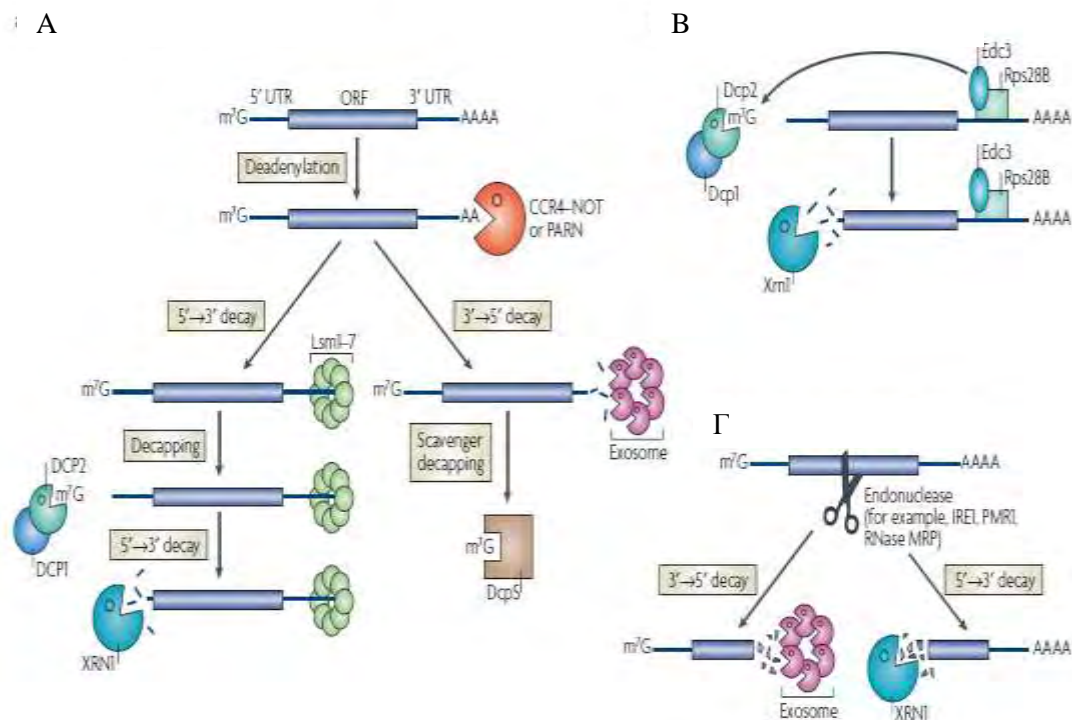 Α
5′ UTR ORF 3′ UTR
m⁷G AAAA
Deadenylation
m⁷G AA
CCR4–NOT
or PARN
5′→3′ decay
3′→5′ decay
Lsm1–7
m⁷G
m⁷G
Decapping
Scavenger
decapping
Exosome
DCP2
m⁷G
DCP1
5′→3′ decay
m⁷G
DcpS
XRN1
Β
Edc3
Rps28B
Dcp2
m⁷G
AAAA
Dcp1
Edc3
Rps28B
AAAA
Xrn1
Γ
m⁷G AAAA
Endonuclease
(for example, IRE1, PMR1,
RNase MRP)
3′→5′ decay
5′→3′ decay
m⁷G
AAAA
Exosome
XRN1